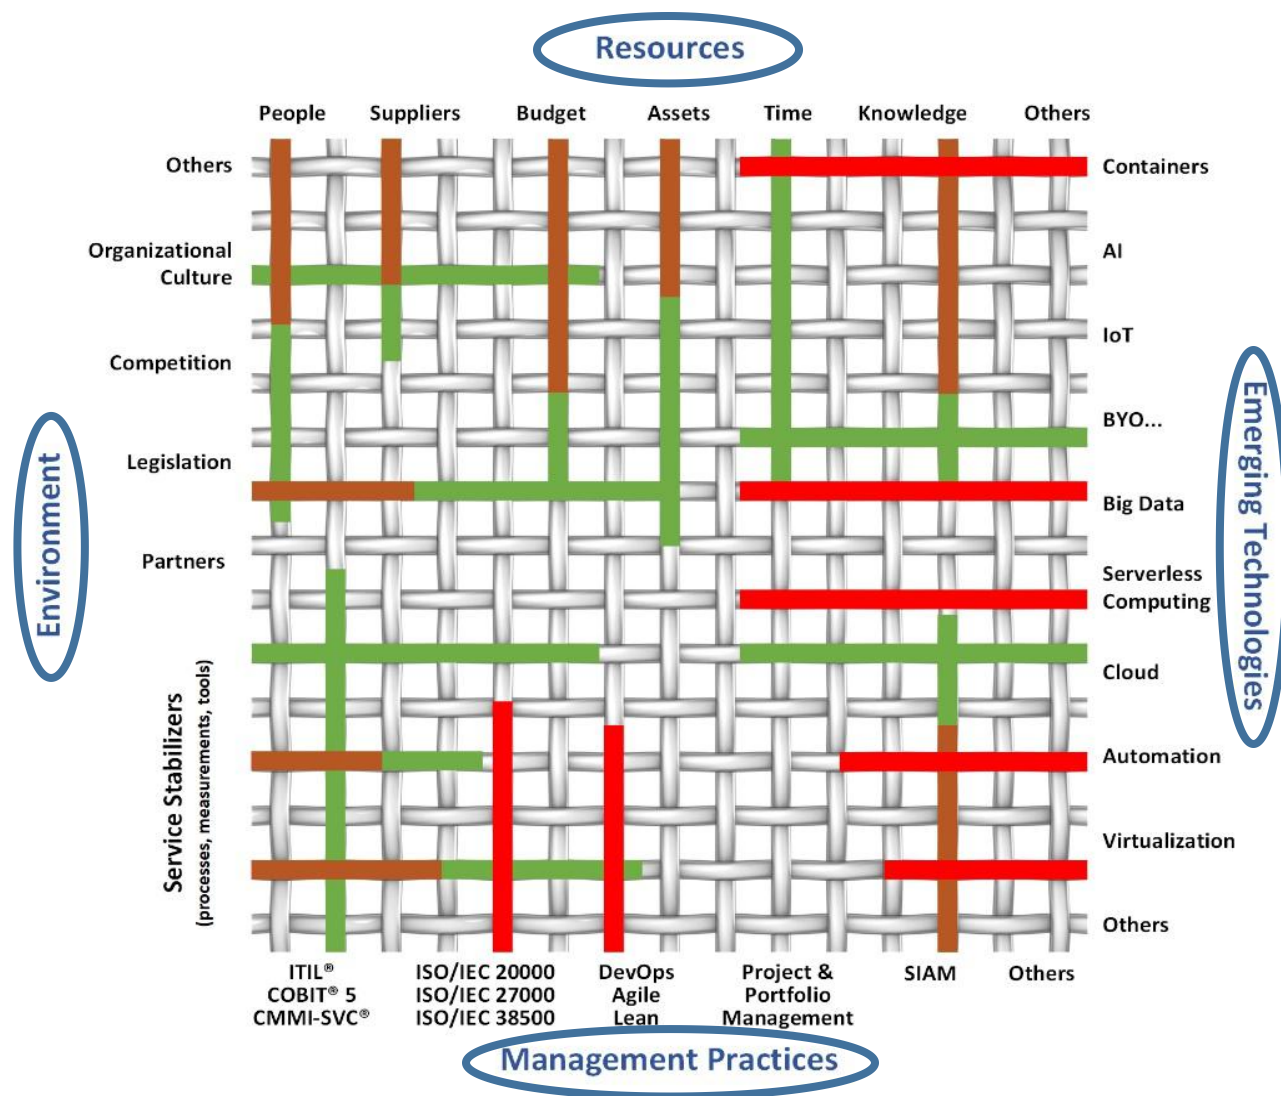 Resources
People
Suppliers
Budget
Assets
Time
Knowledge
Others
Others
Organizational
Culture
Competition
Legislation
Partners
Service Stabilizers
(processes, measurements, tools)
Environment
Containers
AI
IoT
BYO...
Big Data
Serverless
Computing
Cloud
Automation
Virtualization
Others
Emerging Technologies
ITIL®
COBIT® 5
CMMI-SVC®
ISO/IEC 20000
ISO/IEC 27000
ISO/IEC 38500
DevOps
Agile
Lean
Project &
Portfolio
Management
SIAM
Others
Management Practices